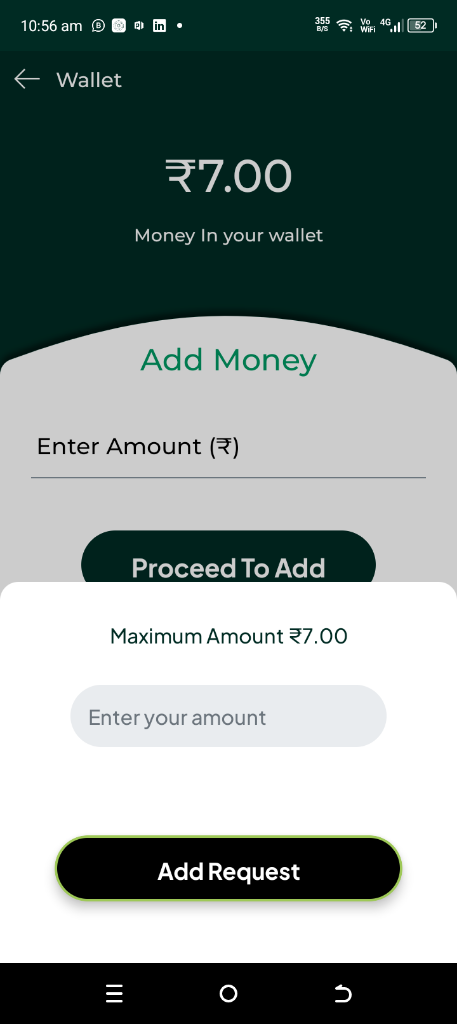 10:56 am
355
B/S
Vo
WiFi
4G
52
Wallet
₹7.00
Money In your wallet
Add Money
Enter Amount (₹)
Proceed To Add
Maximum Amount ₹7.00
Enter your amount
Add Request